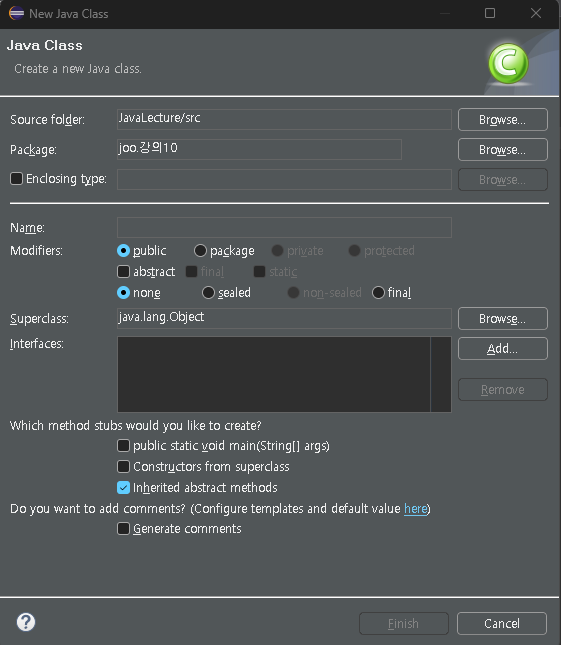 New Java Class
Java Class
Create a new Java class.
Source folder: JavaLecture/src Browse...
Package: joo.강의10 Browse...
Enclosing type: Browse...
Name:
Modifiers: public package private protected
abstract final static
none sealed non-sealed final
Superclass: java.lang.Object Browse...
Interfaces: Add...
Remove
Which method stubs would you like to create?
public static void main(String[] args)
Constructors from superclass
Inherited abstract methods
Do you want to add comments? (Configure templates and default value here)
Generate comments
? Finish Cancel